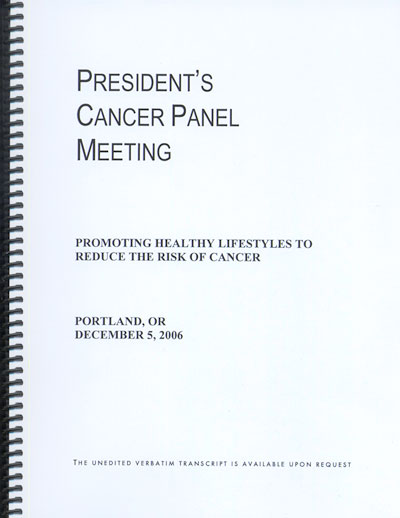 PRESIDENT'S
CANCER PANEL
MEETING
PROMOTING HEALTHY LIFESTYLES TO
REDUCE THE RISK OF CANCER
PORTLAND, OR
DECEMBER 5, 2006
THE UNEDITED VERBATIM TRANSCRIPT IS AVAILABLE UPON REQUEST